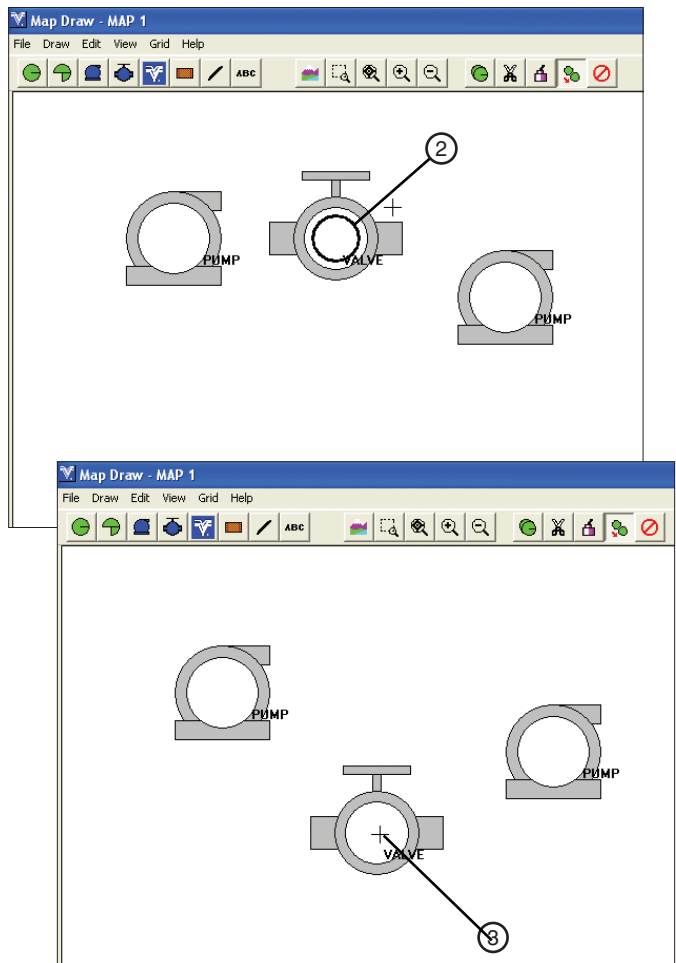 Map Draw - MAP 1
File Draw Edit View Grid Help
ABC
2
PUMP
VALVE
PUMP
Map Draw - MAP 1
File Draw Edit View Grid Help
ABC
PUMP
PUMP
VALVE
3